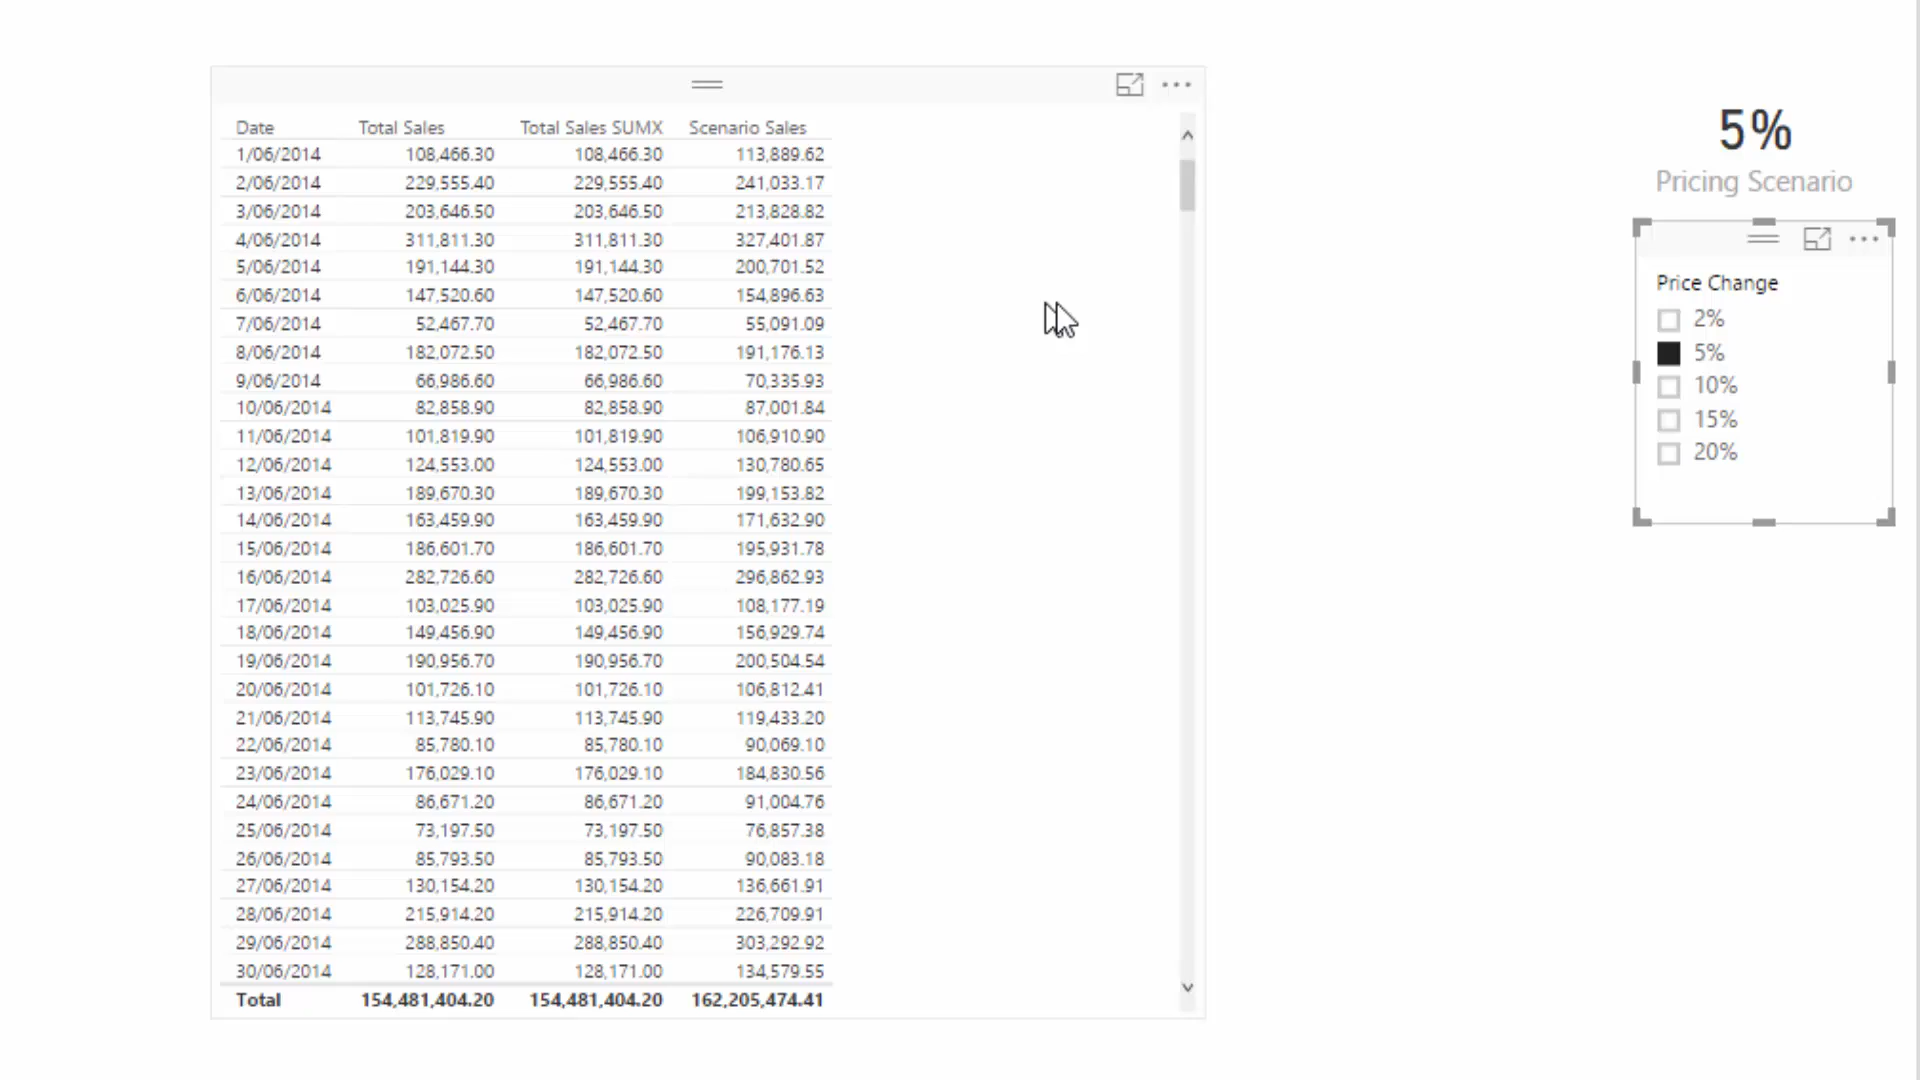 Date Total Sales Total Sales SUMX Scenario Sales
1/06/2014 108,466.30 108,466.30 113,889.62
2/06/2014 229,555.40 229,555.40 241,033.17
3/06/2014 203,646.50 203,646.50 213,828.82
4/06/2014 311,811.30 311,811.30 327,401.87
5/06/2014 191,144.30 191,144.30 200,701.52
6/06/2014 147,520.60 147,520.60 154,896.63
7/06/2014 52,467.70 52,467.70 55,091.09
8/06/2014 182,072.50 182,072.50 191,176.13
9/06/2014 66,986.60 66,986.60 70,335.93
10/06/2014 82,858.90 82,858.90 87,001.84
11/06/2014 101,819.90 101,819.90 106,910.90
12/06/2014 124,553.00 124,553.00 130,780.65
13/06/2014 189,670.30 189,670.30 199,153.82
14/06/2014 163,459.90 163,459.90 171,632.90
15/06/2014 186,601.70 186,601.70 195,931.78
16/06/2014 282,726.60 282,726.60 296,862.93
17/06/2014 103,025.90 103,025.90 108,177.19
18/06/2014 149,456.90 149,456.90 156,929.74
19/06/2014 190,956.70 190,956.70 200,504.54
20/06/2014 101,726.10 101,726.10 106,812.41
21/06/2014 113,745.90 113,745.90 119,433.20
22/06/2014 85,780.10 85,780.10 90,069.10
23/06/2014 176,029.10 176,029.10 184,830.56
24/06/2014 86,671.20 86,671.20 91,004.76
25/06/2014 73,197.50 73,197.50 76,857.38
26/06/2014 85,793.50 85,793.50 90,083.18
27/06/2014 130,154.20 130,154.20 136,661.91
28/06/2014 215,914.20 215,914.20 226,709.91
29/06/2014 288,850.40 288,850.40 303,292.92
30/06/2014 128,171.00 128,171.00 134,579.55
Total 154,481,404.20 154,481,404.20 162,205,474.41
5%
Pricing Scenario
Price Change
2%
5%
10%
15%
20%